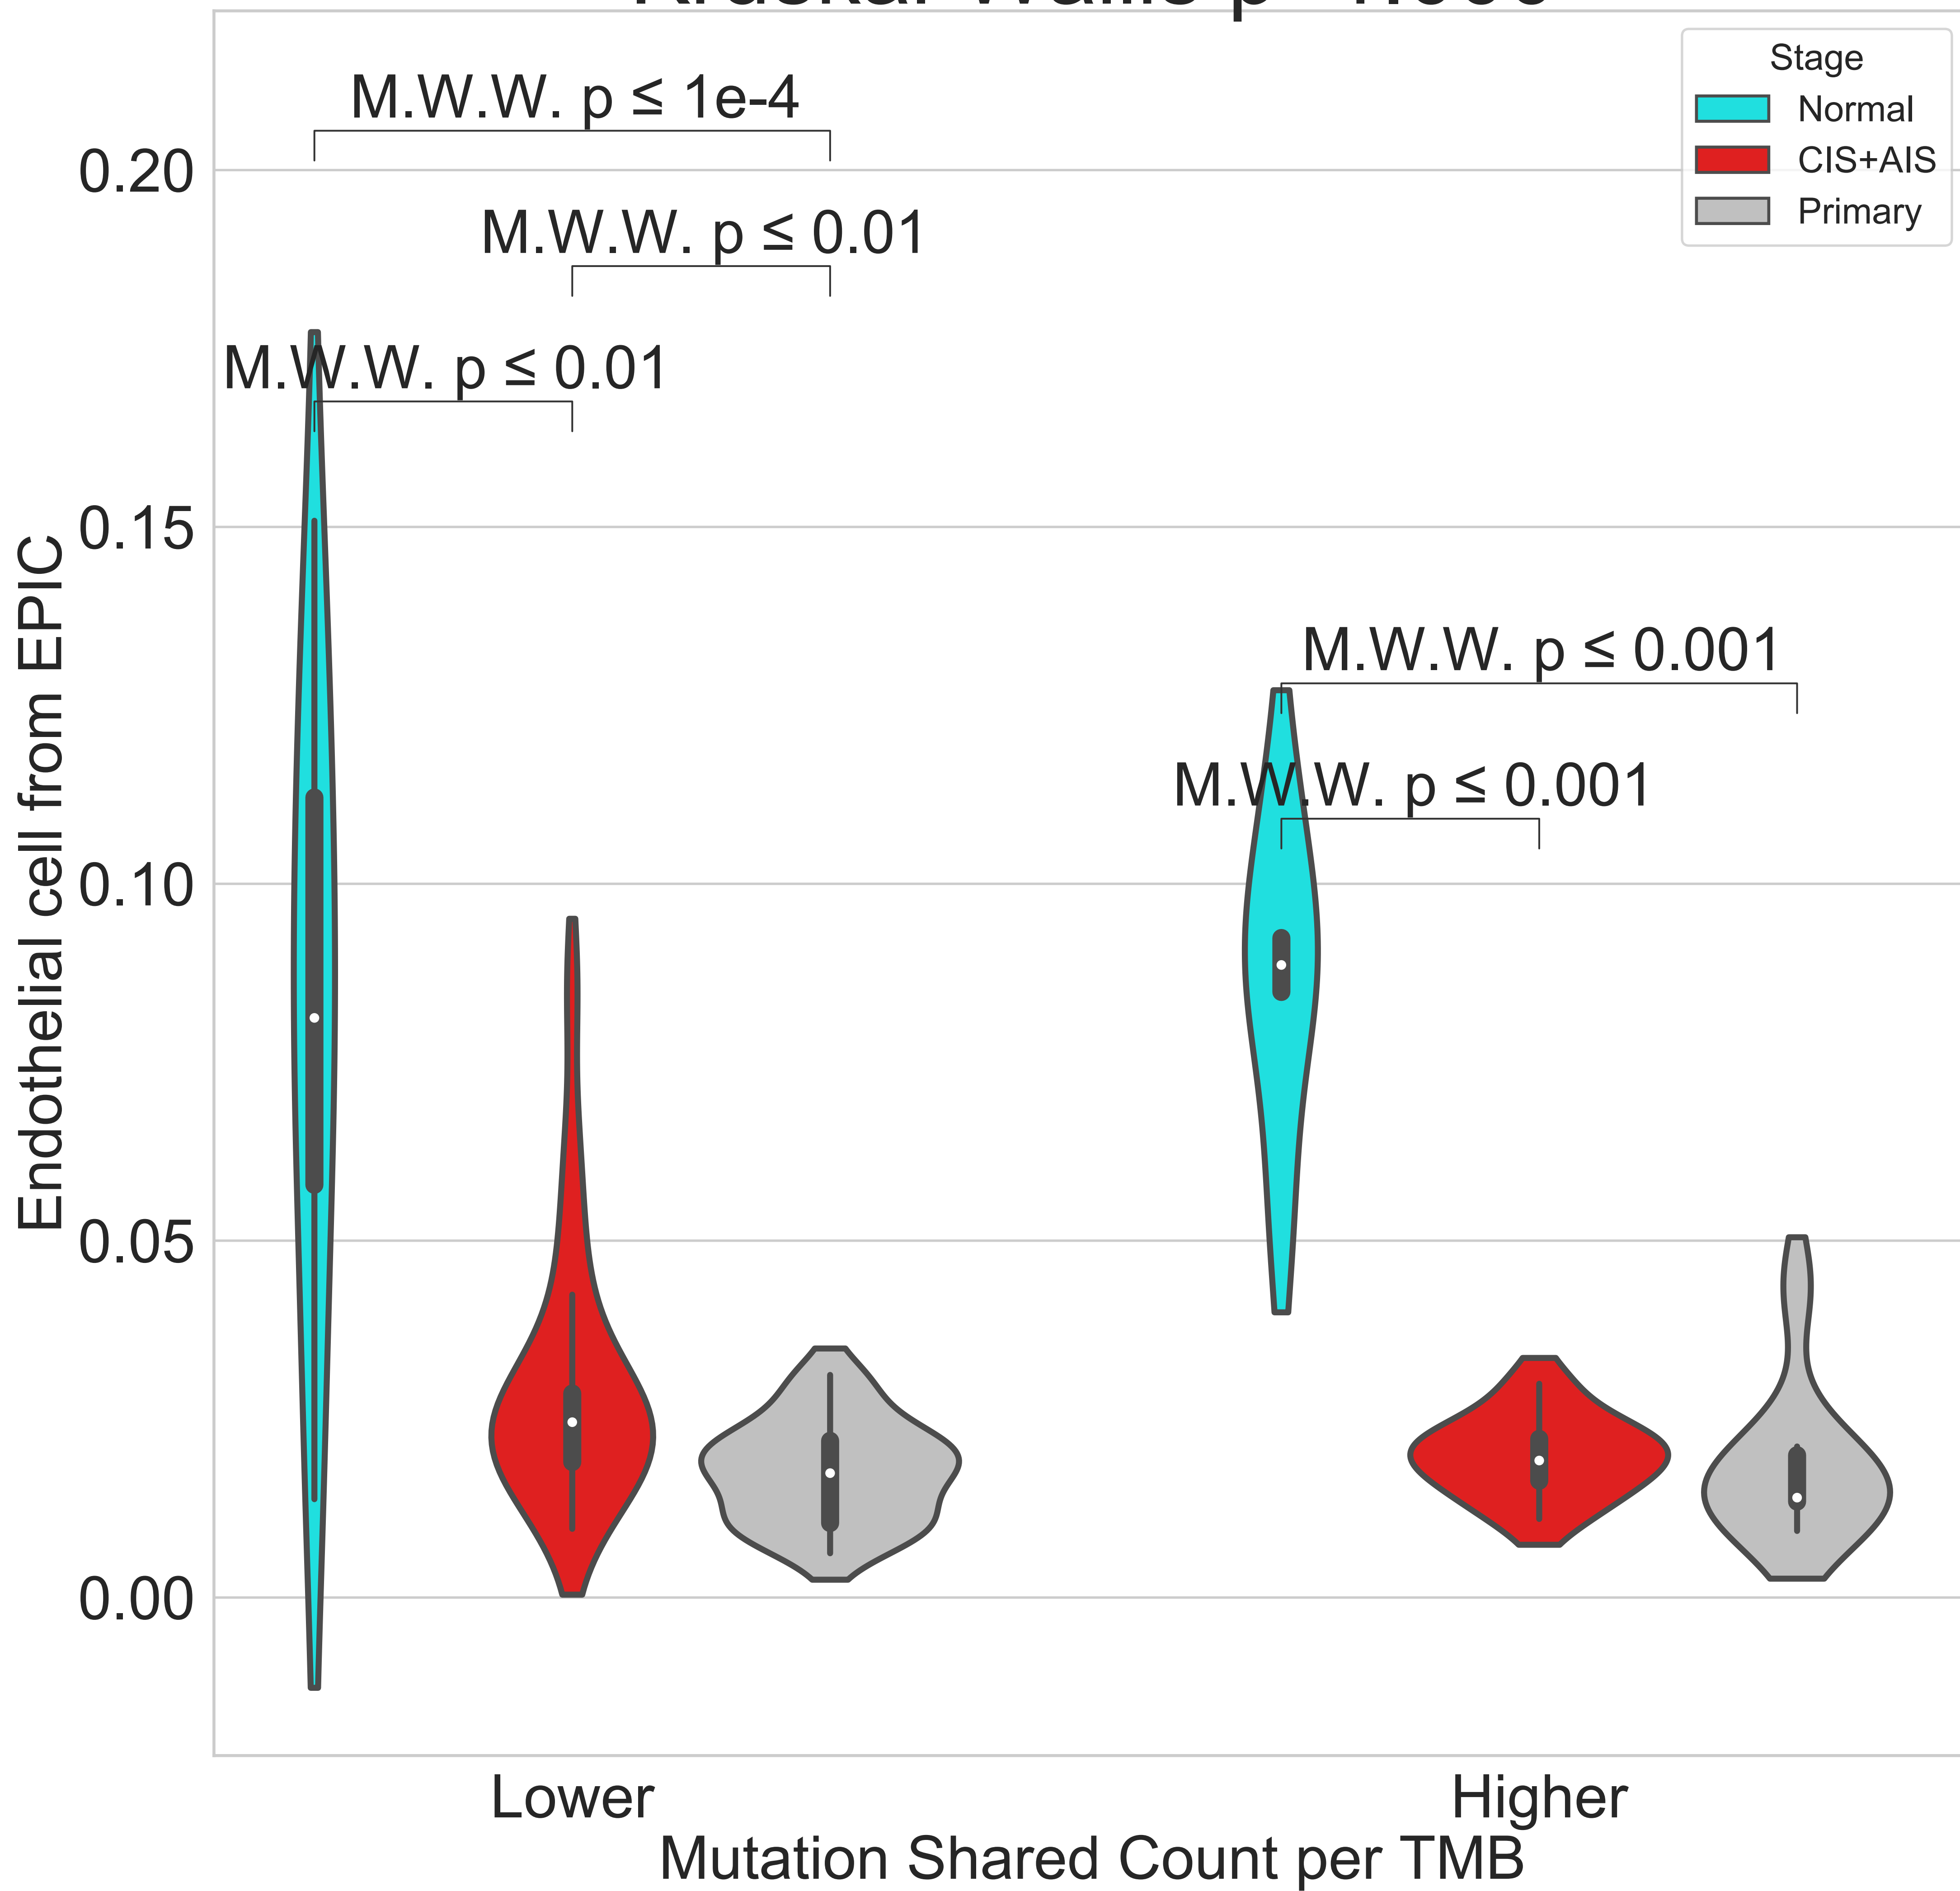 Stage
Normal
CIS+AIS
Primary
M.W.W. p ≤ 1e-4
M.W.W. p ≤ 0.01
M.W.W. p ≤ 0.01
M.W.W. p ≤ 0.001
M.W.W. p ≤ 0.001
0.20
0.15
0.10
0.05
0.00
Endothelial cell from EPIC
Lower
Higher
Mutation Shared Count per TMB